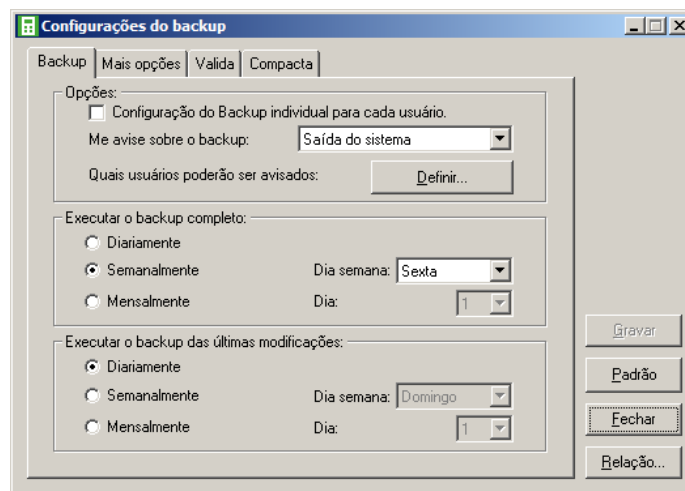 Configurações do backup
Backup Mais opções Valida Compacta
Opções:
Configuração do Backup individual para cada usuário.
Me avise sobre o backup: Saída do sistema
Quais usuários poderão ser avisados: Definir...
Executar o backup completo:
Diariamente
Semanalmente Dia semana: Sexta
Mensalmente Dia: 1
Gravar
Executar o backup das últimas modificações:
Diariamente
Padrão
Semanalmente Dia semana: Domingo
Fechar
Mensalmente Dia: 1
Relação...